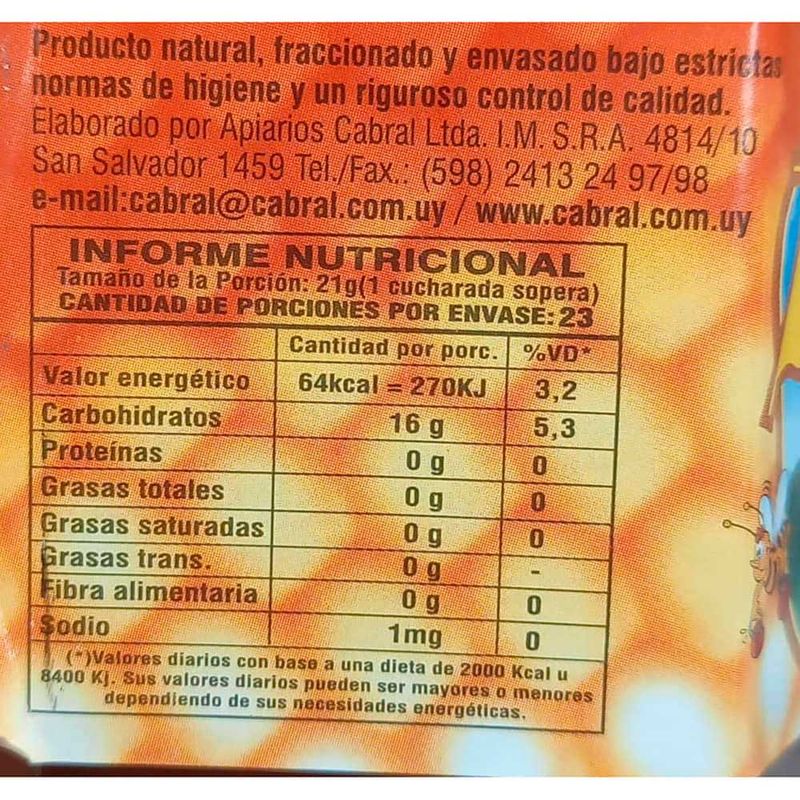 Producto natural, fraccionado y envasado bajo estrictas
normas de higiene y un riguroso control de calidad.
Elaborado por Apiarios Cabral Ltda. I.M. S.R.A. 4814/10
San Salvador 1459 Tel./Fax.: (598) 2413 24 97/98
e-mail:cabral@cabral.com.uy / www.cabral.com.uy
INFORME NUTRICIONAL
Tamaño de la Porción: 21g(1 cucharada sopera)
CANTIDAD DE PORCIONES POR ENVASE: 23
Cantidad por porc. %VD*
Valor energético 64kcal = 270KJ 3,2
Carbohidratos 16 g 5,3
Proteínas 0 g 0
Grasas totales 0 g 0
Grasas saturadas 0 g 0
Grasas trans. 0 g -
Fibra alimentaria 0 g 0
Sodio 1mg 0
(*)Valores diarios con base a una dieta de 2000 Kcal u
8400 Kj. Sus valores diarios pueden ser mayores o menores
dependiendo de sus necesidades energéticas.